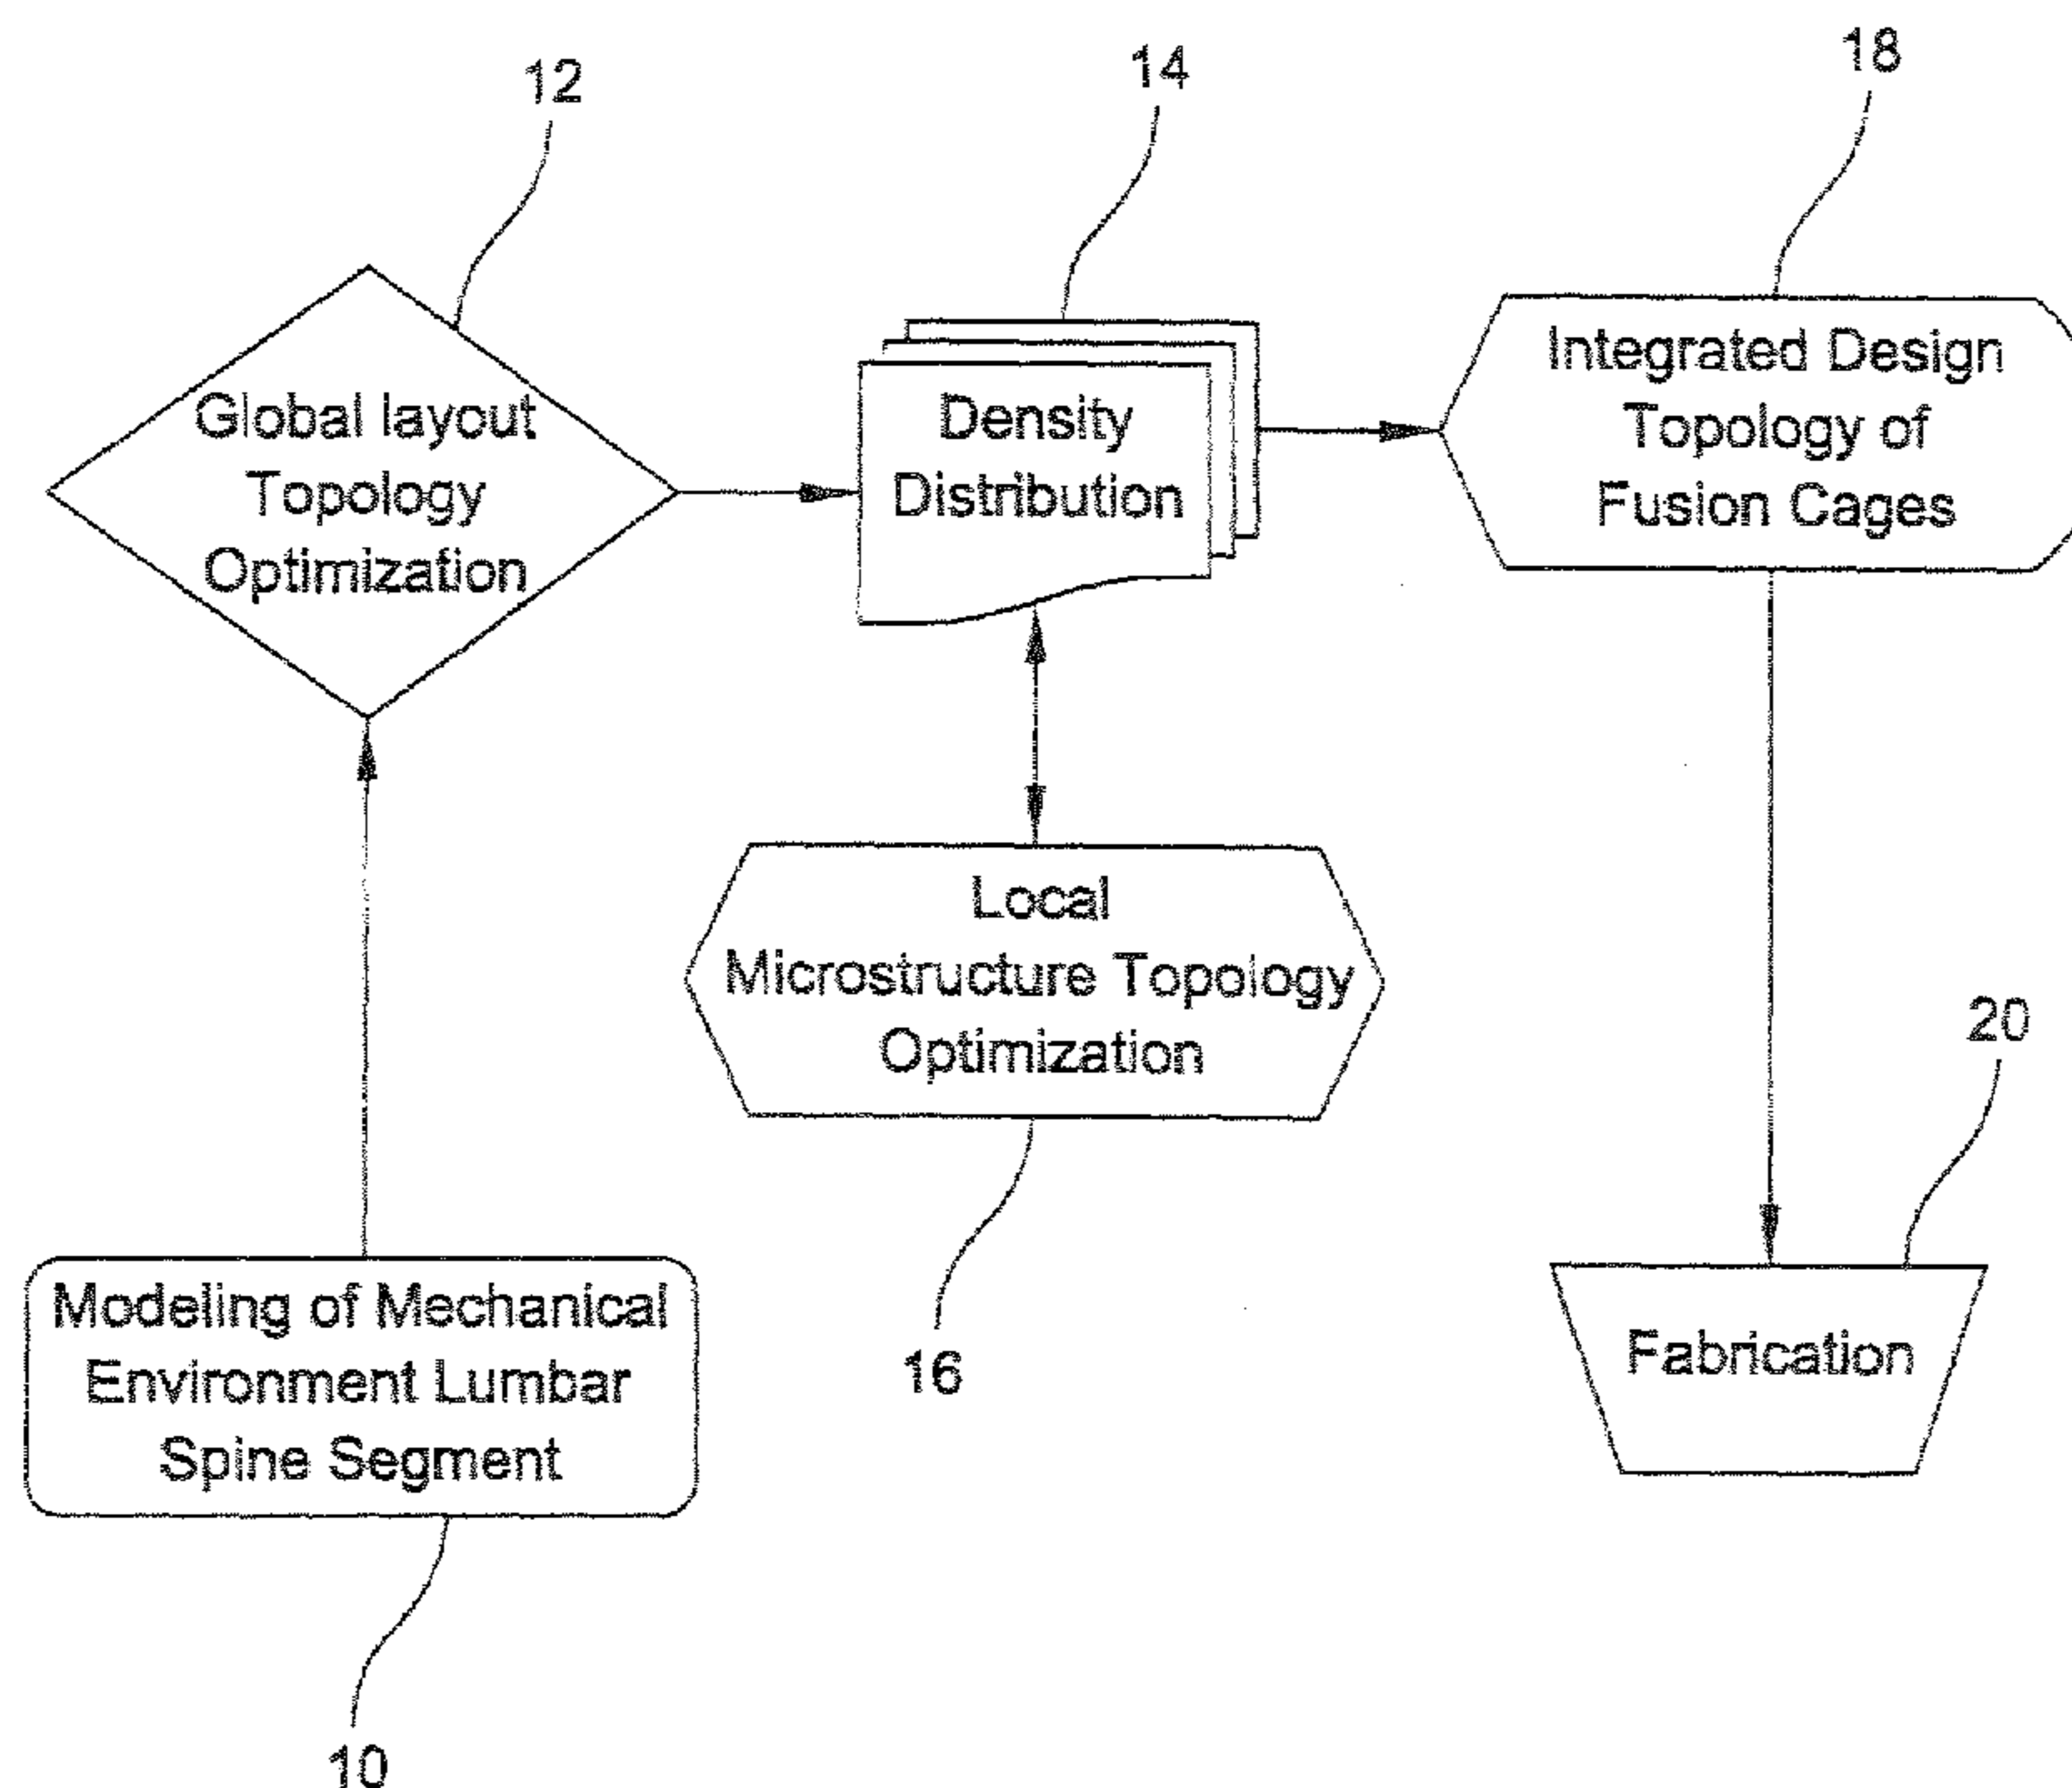 12
14
18
Global layout
Topology
Optimization
Density
Distribution
Integrated Design
Topology of
Fusion Cages
Local
Microstructure Topology
Optimization
16
20
Modeling of Mechanical
Environment Lumbar
Spine Segment
10
Fabrication